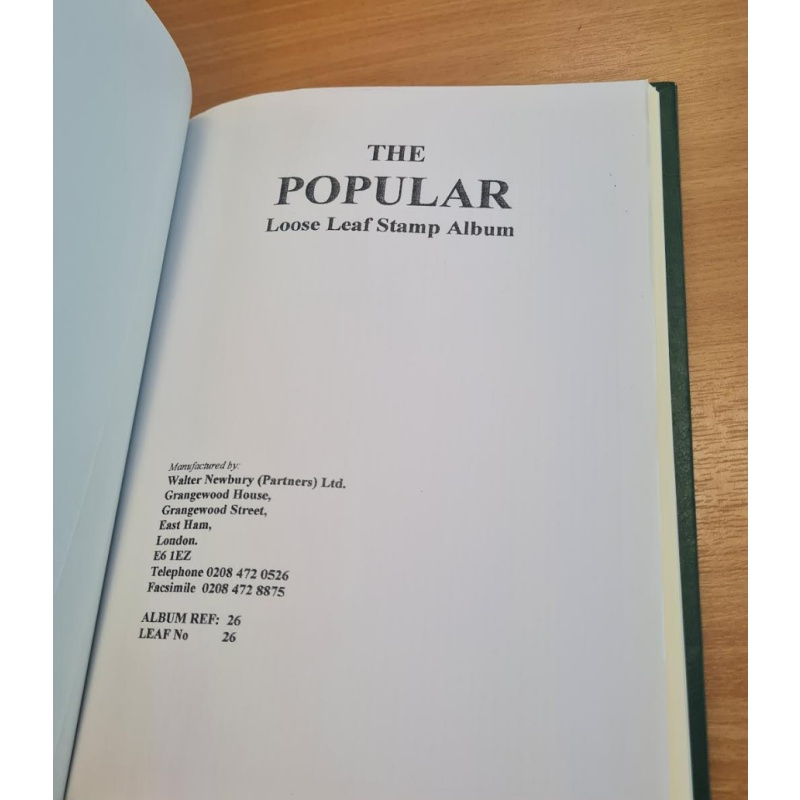 THE
POPULAR
Loose Leaf Stamp Album
Manufactured by:
Walter Newbury (Partners) Ltd.
Grangewood House,
Grangewood Street,
East Ham,
London.
E6 1EZ
Telephone 0208 472 0526
Facsimile 0208 472 8875
ALBUM REF: 26
LEAF No 26